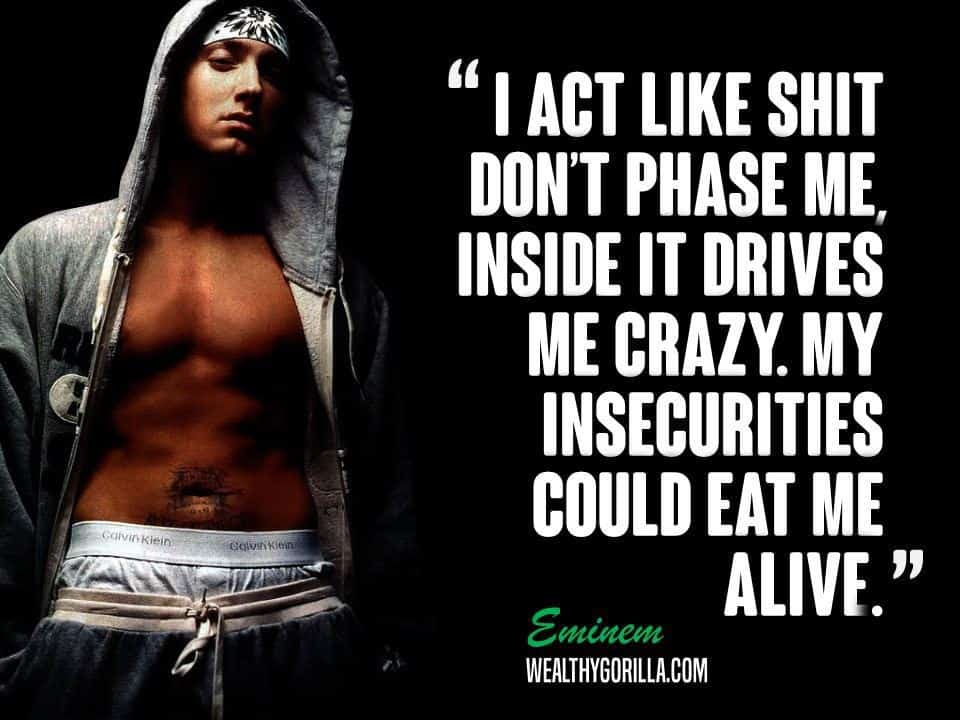 “ I ACT LIKE SHIT
DON'T PHASE ME,
INSIDE IT DRIVES
ME CRAZY. MY
INSECURITIES
COULD EAT ME
ALIVE.”
Eminem
WEALTHYGORILLA.COM
Calvin Klein Calvin Klein